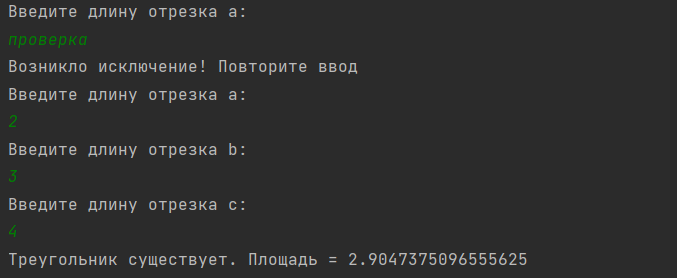 Введите длину отрезка a:
проверка
Возникло исключение! Повторите ввод
Введите длину отрезка a:
2
Введите длину отрезка b:
3
Введите длину отрезка c:
4
Треугольник существует. Площадь = 2.9047375096555625